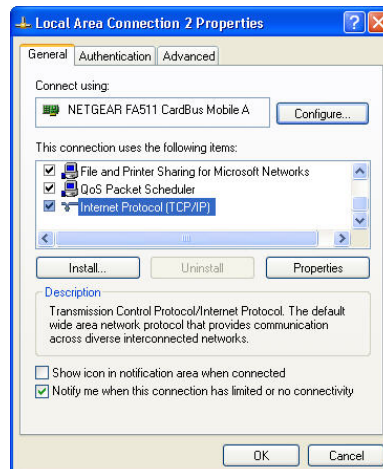 Local Area Connection 2 Properties
General Authentication Advanced
Connect using:
NETGEAR FA511 CardBus Mobile A
Configure...
This connection uses the following items:
File and Printer Sharing for Microsoft Networks
QoS Packet Scheduler
Internet Protocol (TCP/IP)
Install... Uninstall Properties
Description
Transmission Control Protocol/Internet Protocol. The default
wide area network protocol that provides communication
across diverse interconnected networks.
Show icon in notification area when connected
Notify me when this connection has limited or no connectivity
OK Cancel